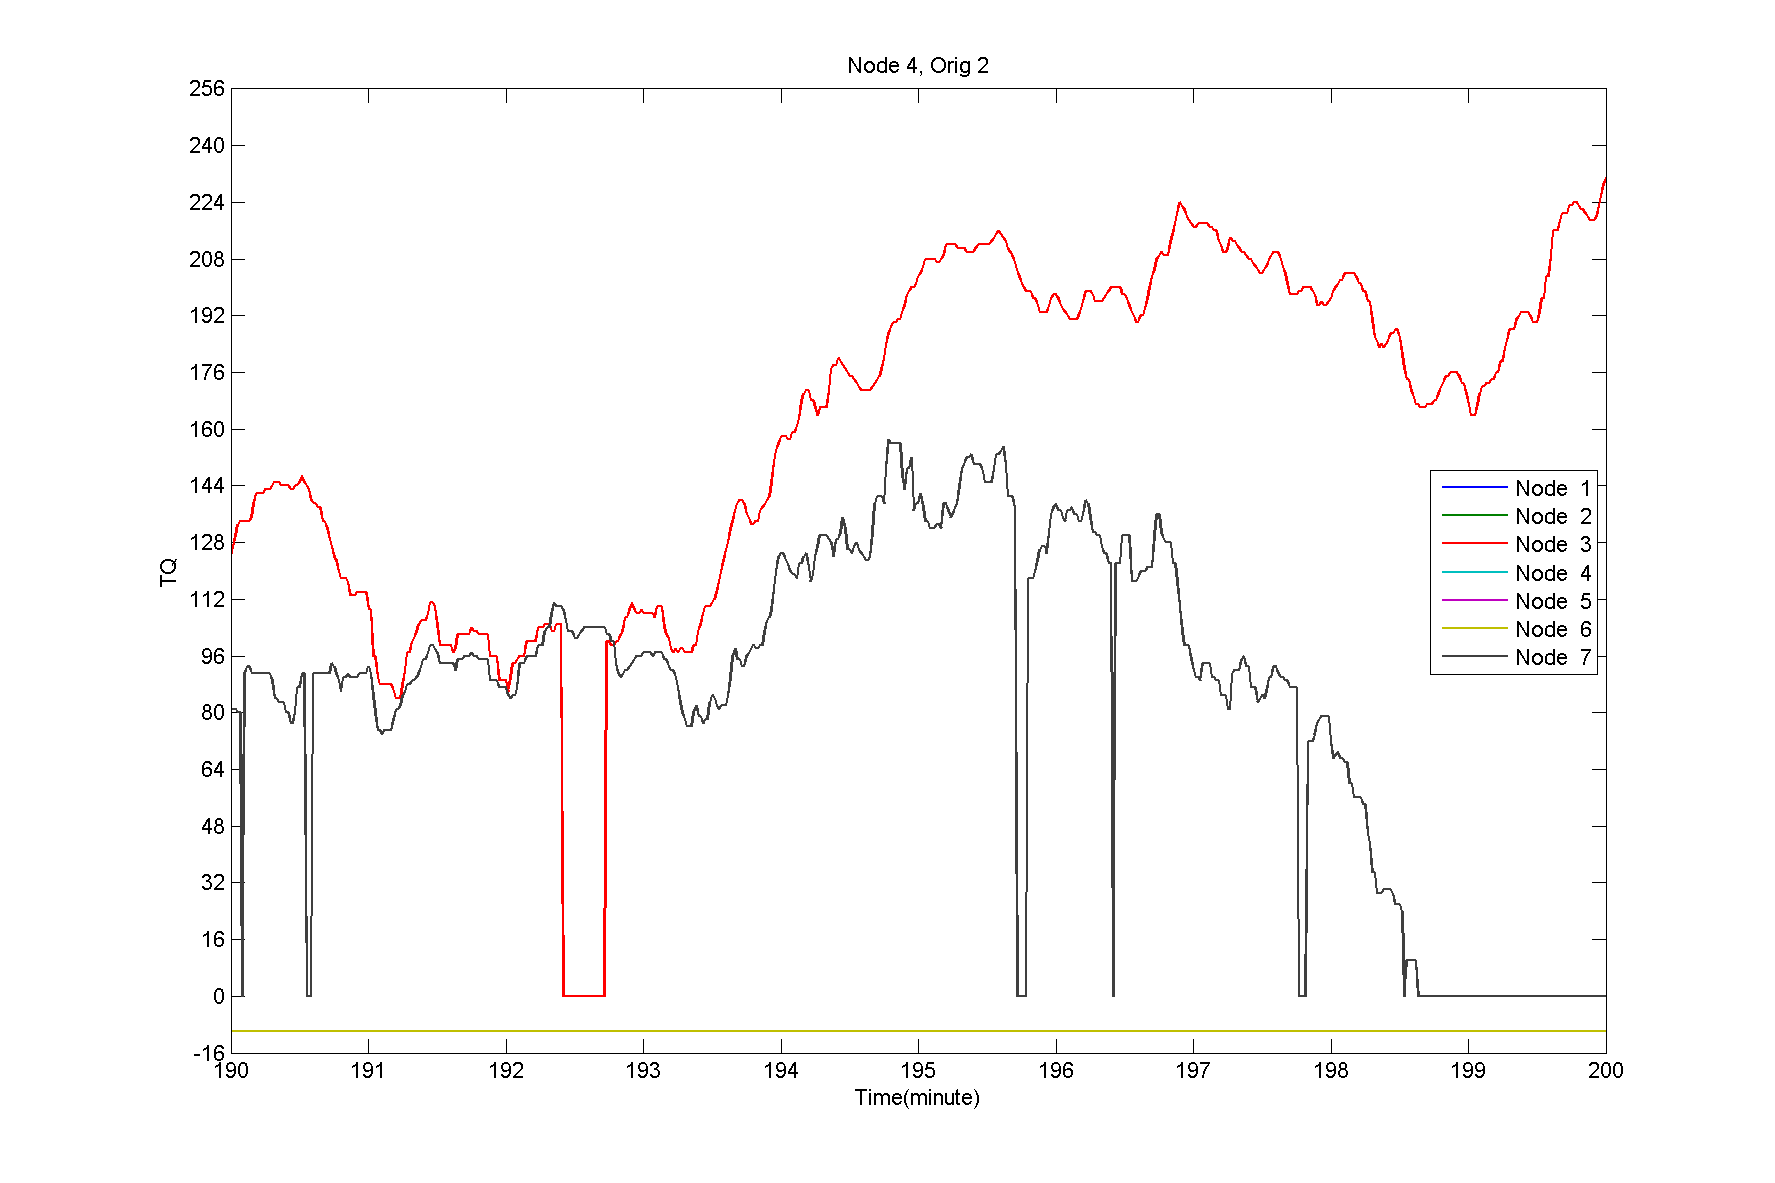 Node 4, Orig 2
256
240
224
208
192
176
160
144
128
112
96
80
64
48
32
16
0
-16
TQ
Node 1
Node 2
Node 3
Node 4
Node 5
Node 6
Node 7
190 191 192 193 194 195 196 197 198 199 200
Time(minute)